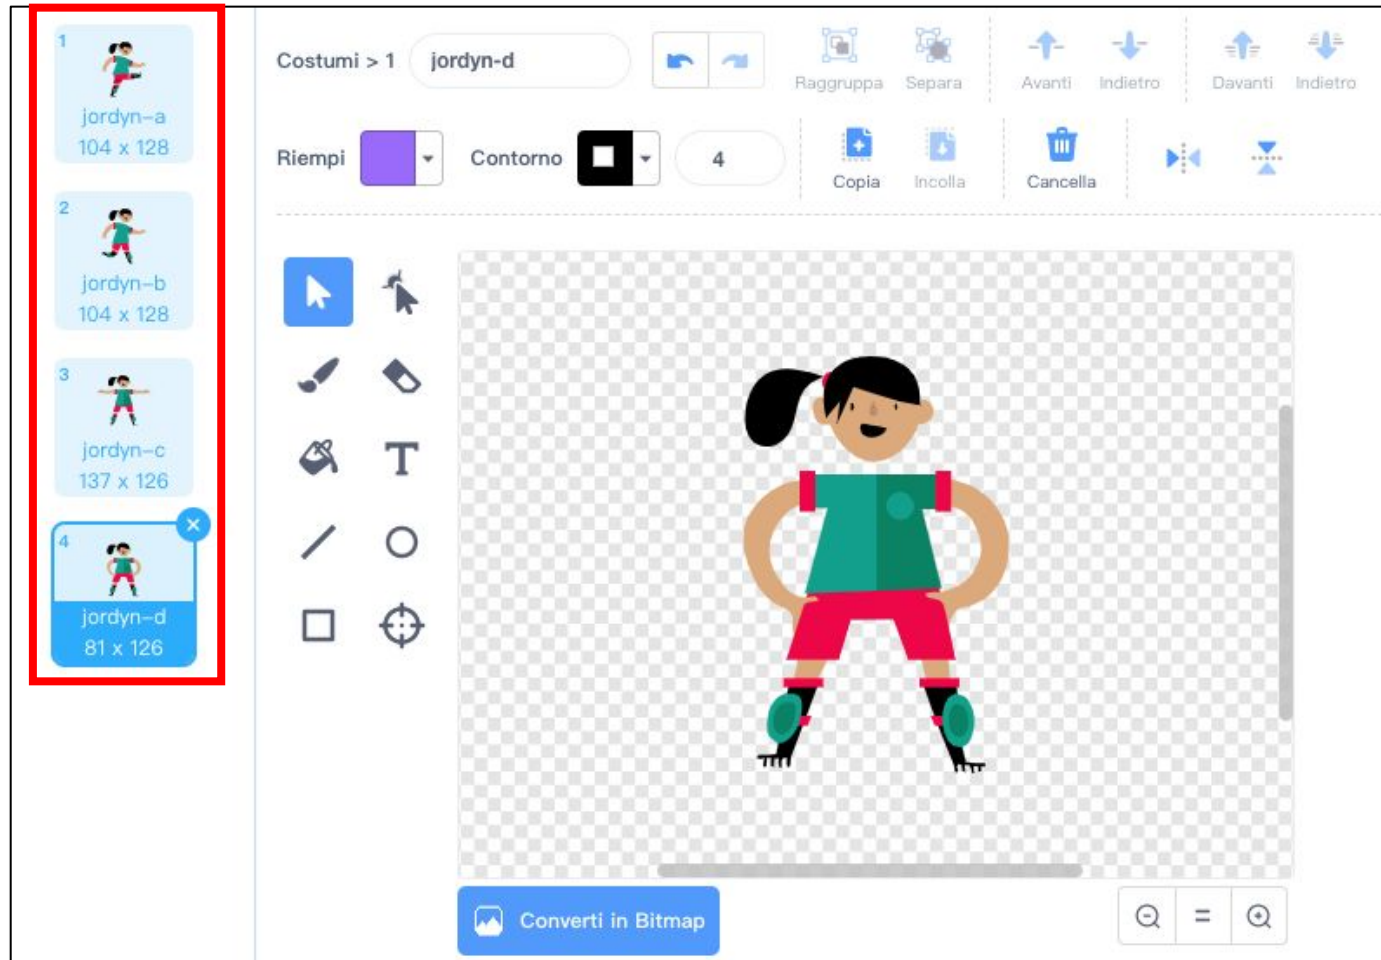 1
jordyn-a
104 x 128
2
jordyn-b
104 x 128
3
jordyn-c
137 x 126
4
jordyn-d
81 x 126
Costumi > 1 jordyn-d
Raggruppa Separa Avanti Indietro Davanti Indietro
Riempi Contorno 4
Copia Incolla Cancella
T
Converti in Bitmap